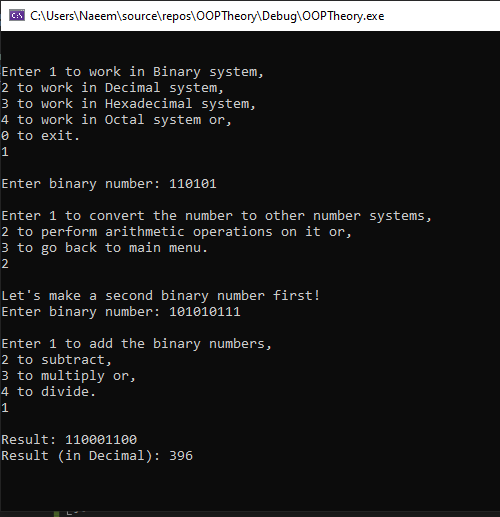 C:\Users\Naeem\source\repos\OOPTheory\Debug\OOPTheory.exe
Enter 1 to work in Binary system,
2 to work in Decimal system,
3 to work in Hexadecimal system,
4 to work in Octal system or,
0 to exit.
1
Enter binary number: 110101
Enter 1 to convert the number to other number systems,
2 to perform arithmetic operations on it or,
3 to go back to main menu.
2
Let's make a second binary number first!
Enter binary number: 101010111
Enter 1 to add the binary numbers,
2 to subtract,
3 to multiply or,
4 to divide.
1
Result: 110001100
Result (in Decimal): 396